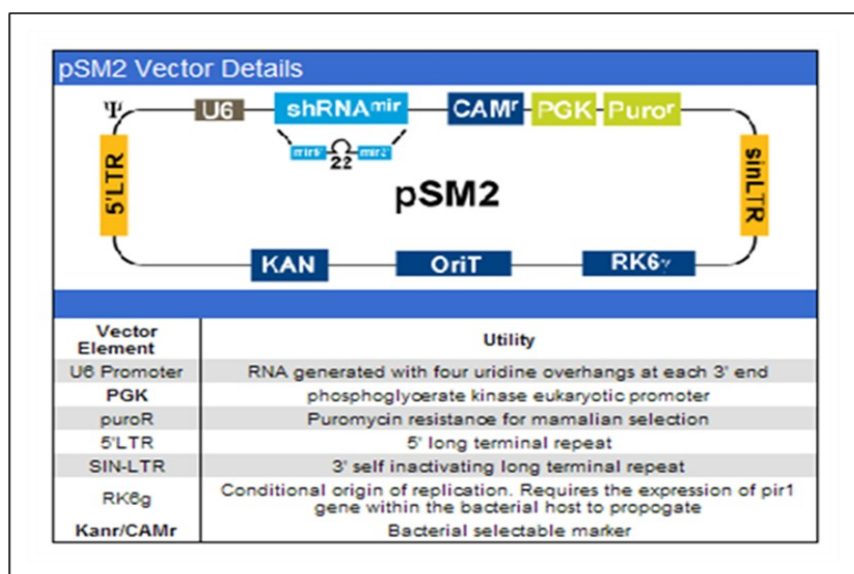 pSM2 Vector Details
Ψ
U6
shRNAmir
CAMr
PGK
Puror
22
5'LTR
pSM2
sinLTR
KAN
OriT
RK6γ
Vector Element
Utility
U6 Promoter
RNA generated with four uridine overhangs at each 3' end
PGK
phosphoglycerate kinase eukaryotic promoter
puroR
Puromycin resistance for mamalian selection
5'LTR
5' long terminal repeat
SIN-LTR
3' self inactivating long terminal repeat
RK6g
Conditional origin of replication. Requires the expression of pir1
gene within the bacterial host to propogate
Kanr/CAMr
Bacterial selectable marker